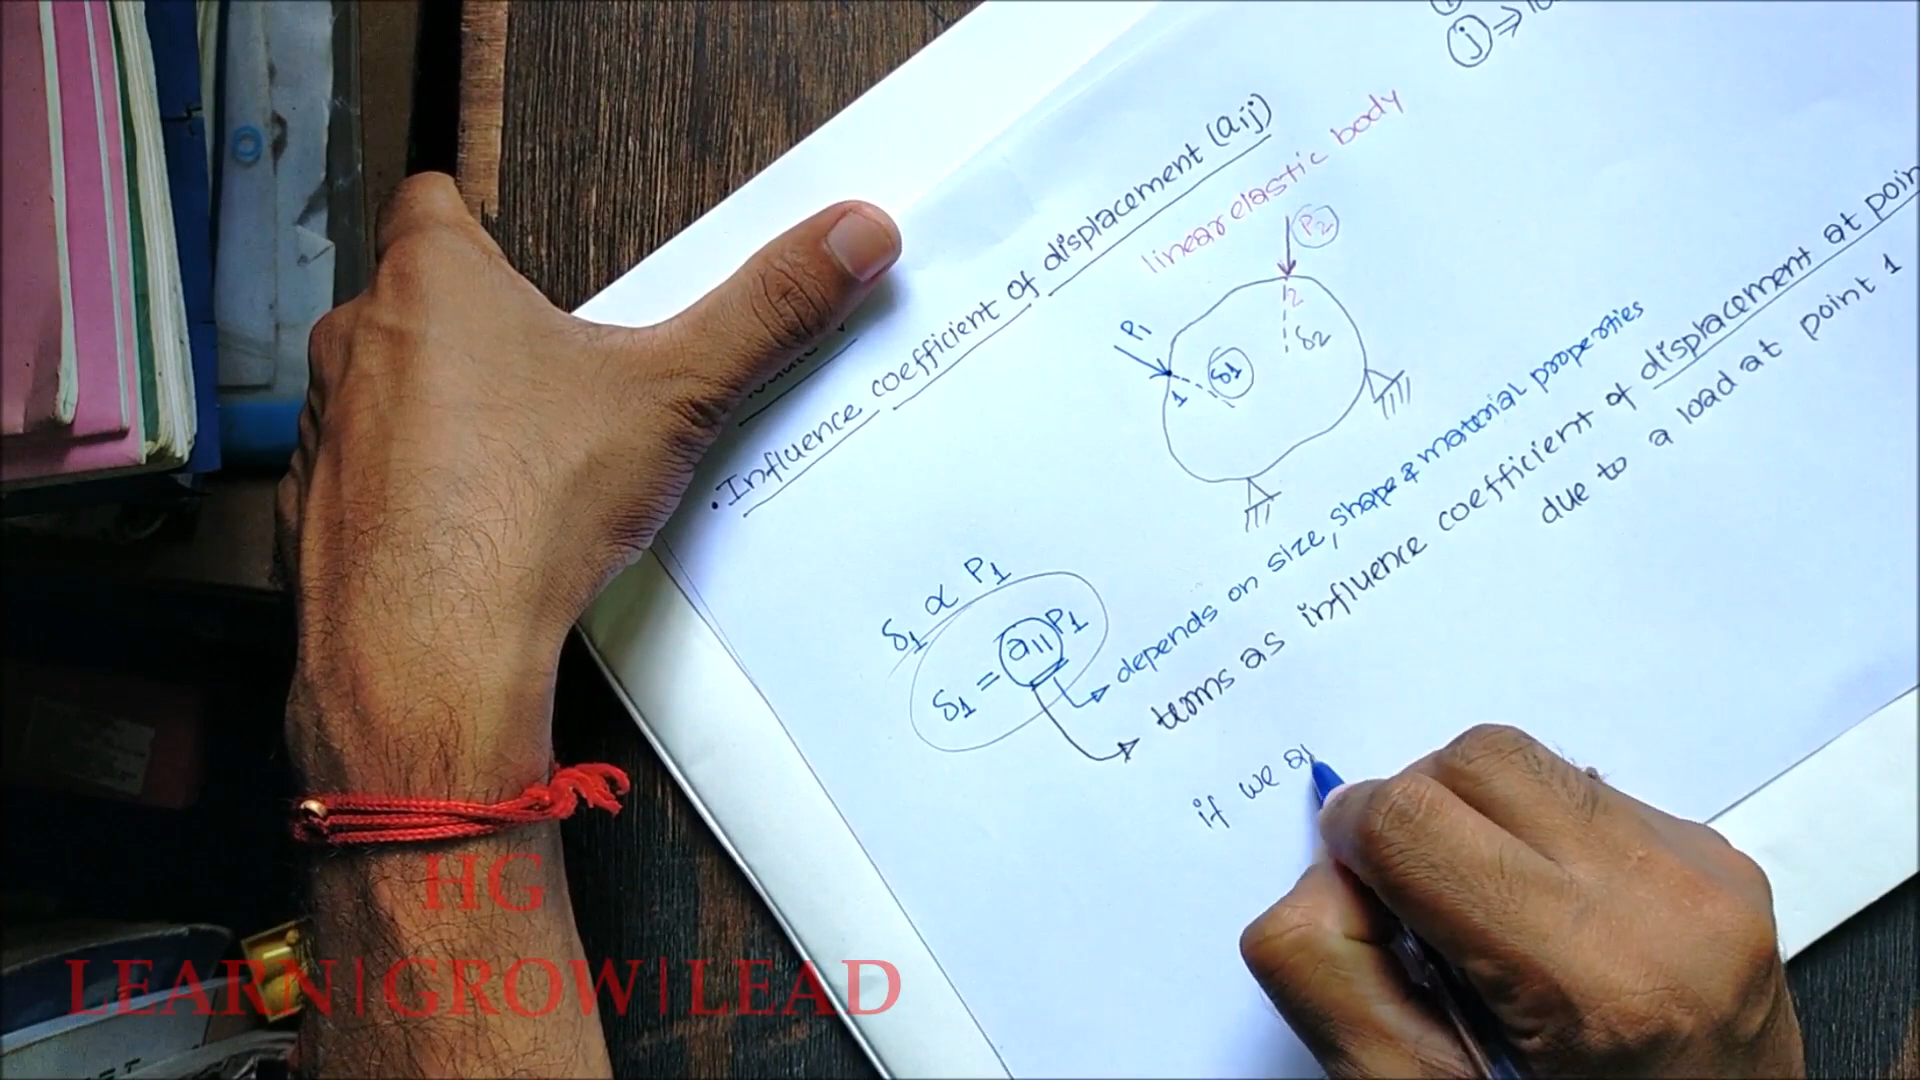 (j) ⇒
• Influence coefficient of displacement (aij)
linear elastic body
P2
P1
2
δ1
δ2
1
δ1 ∝ P1
δ1 = a11 P1
depends on size, shape & material properties
terms as influence coefficient of displacement at
due to a load at point 1
if we
HG
LEARN|GROW|LEAD